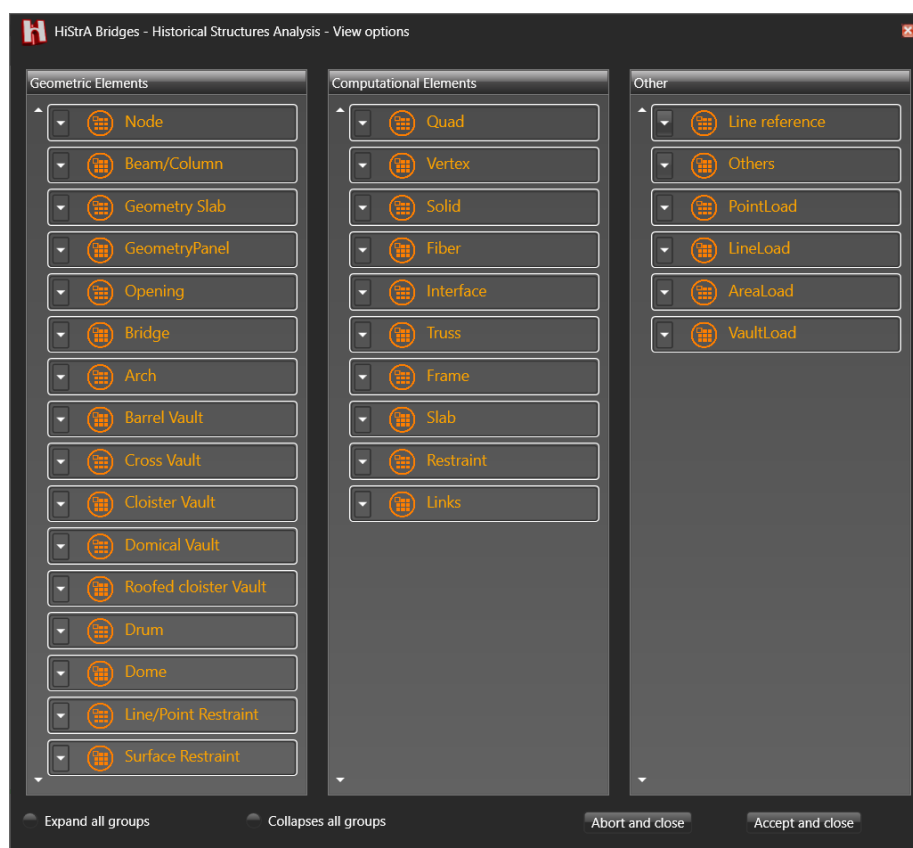 HiStrA Bridges - Historical Structures Analysis - View options
Geometric Elements
Node
Beam/Column
Geometry Slab
GeometryPanel
Opening
Bridge
Arch
Barrel Vault
Cross Vault
Cloister Vault
Domical Vault
Roofed cloister Vault
Drum
Dome
Line/Point Restraint
Surface Restraint
Computational Elements
Quad
Vertex
Solid
Fiber
Interface
Truss
Frame
Slab
Restraint
Links
Other
Line reference
Others
PointLoad
LineLoad
AreaLoad
VaultLoad
Expand all groups
Collapses all groups
Abort and close
Accept and close